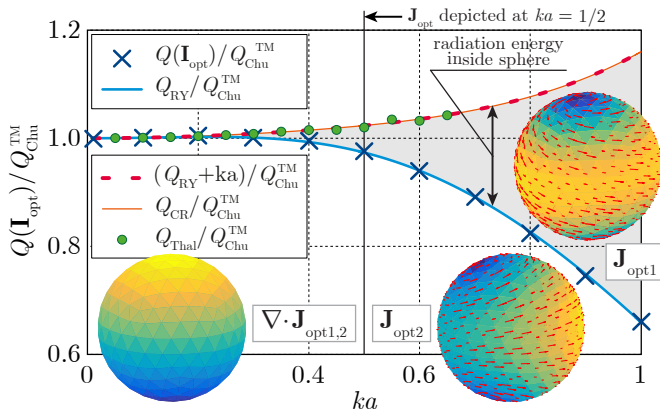 J_opt depicted at ka = 1/2
1.2
Q(I_opt)/Q_Chu^TM
Q_RY/Q_Chu^TM
radiation energy
inside sphere
1.0
(Q_RY+ka)/Q_Chu^TM
Q_CR/Q_Chu^TM
Q_Thal/Q_Chu^TM
Q(I_opt)/Q_Chu^TM
0.8
J_opt1
∇·J_opt1,2
J_opt2
0.6
0 0.2 0.4 0.6 0.8 1
ka